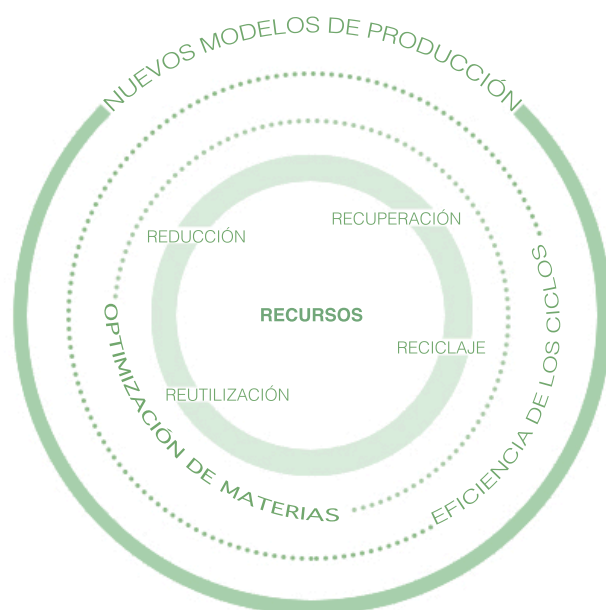 NUEVOS MODELOS DE PRODUCCIÓN
RECUPERACIÓN
REDUCCIÓN
RECURSOS
RECICLAJE
REUTILIZACIÓN
OPTIMIZACIÓN DE MATERIAS
EFICIENCIA DE LOS CICLOS